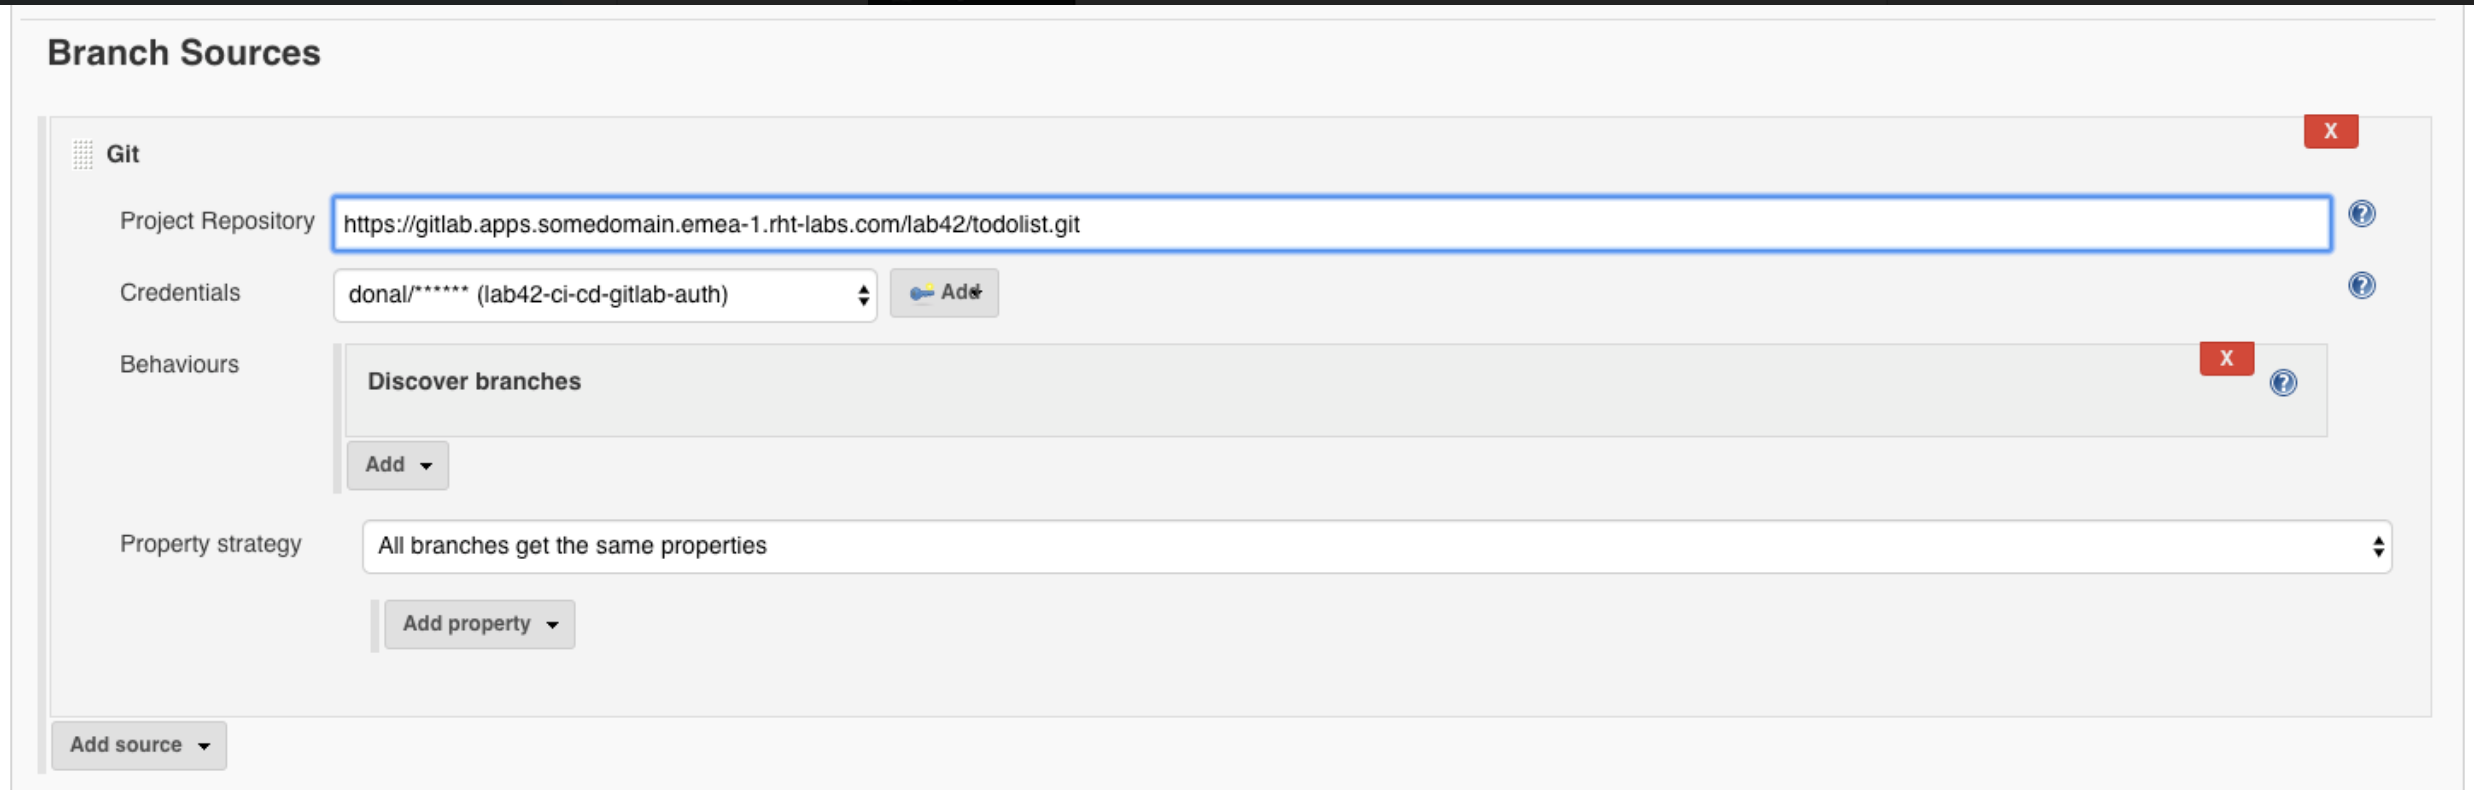 Branch Sources
X
Git
Project Repository https://gitlab.apps.somedomain.emea-1.rht-labs.com/lab42/todolist.git ?
Credentials donal/****** (lab42-ci-cd-gitlab-auth) Add ?
Behaviours Discover branches X ?
Add
Property strategy All branches get the same properties
Add property
Add source